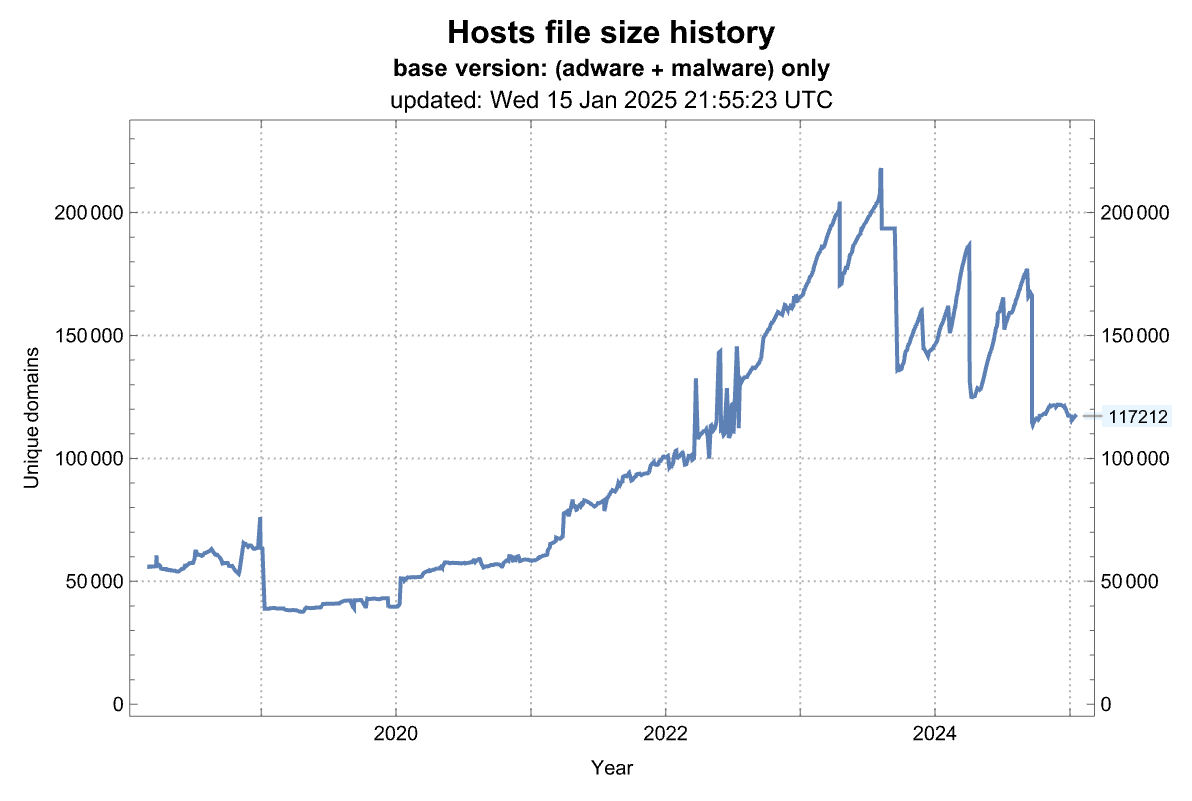 Hosts file size history
base version: (adware + malware) only
updated: Wed 15 Jan 2025 21:55:23 UTC
200 000
200 000
150 000
150 000
Unique domains
117212
100 000
100 000
50 000
50 000
0
0
2020
2022
2024
Year